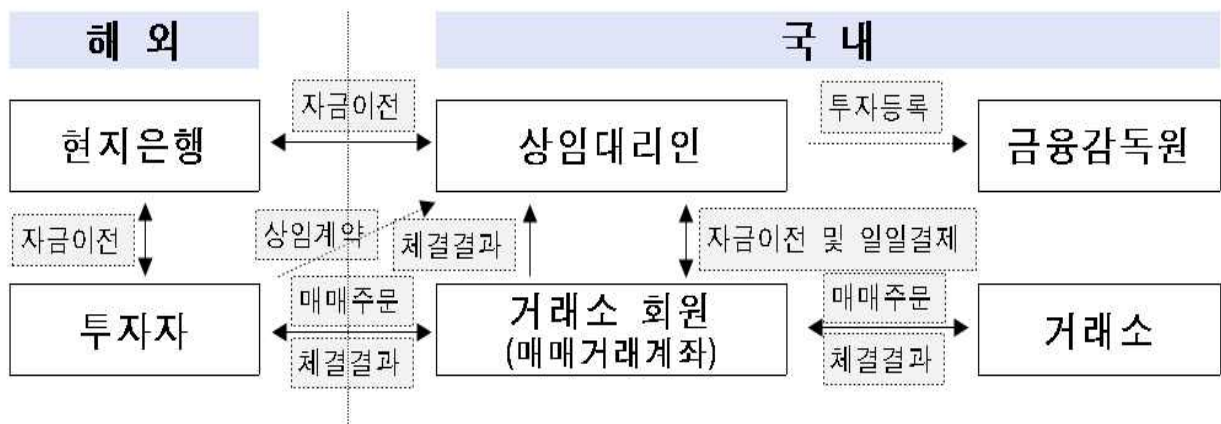 해 외
국 내
자금이전
투자등록
현지은행
상임대리인
금융감독원
자금이전
상임계약
체결결과
자금이전 및 일일결제
매매주문
매매주문
투자자
거래소 회원
(매매거래계좌)
거래소
체결결과
체결결과